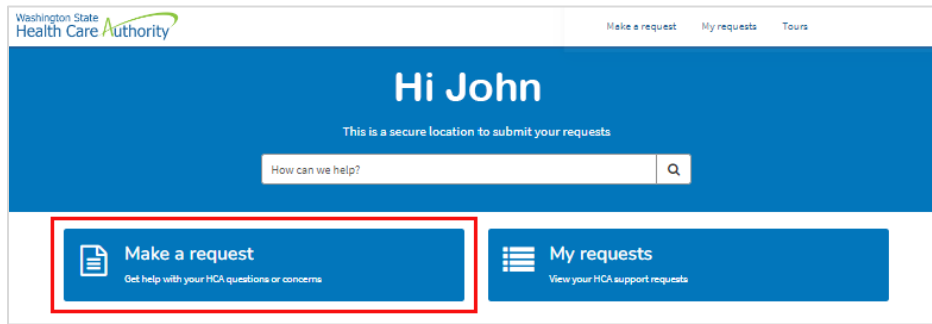 Washington State
Health Care Authority
Make a request My requests Tours
Hi John
This is a secure location to submit your requests
How can we help?
Make a request
Get help with your HCA questions or concerns
My requests
View your HCA support requests